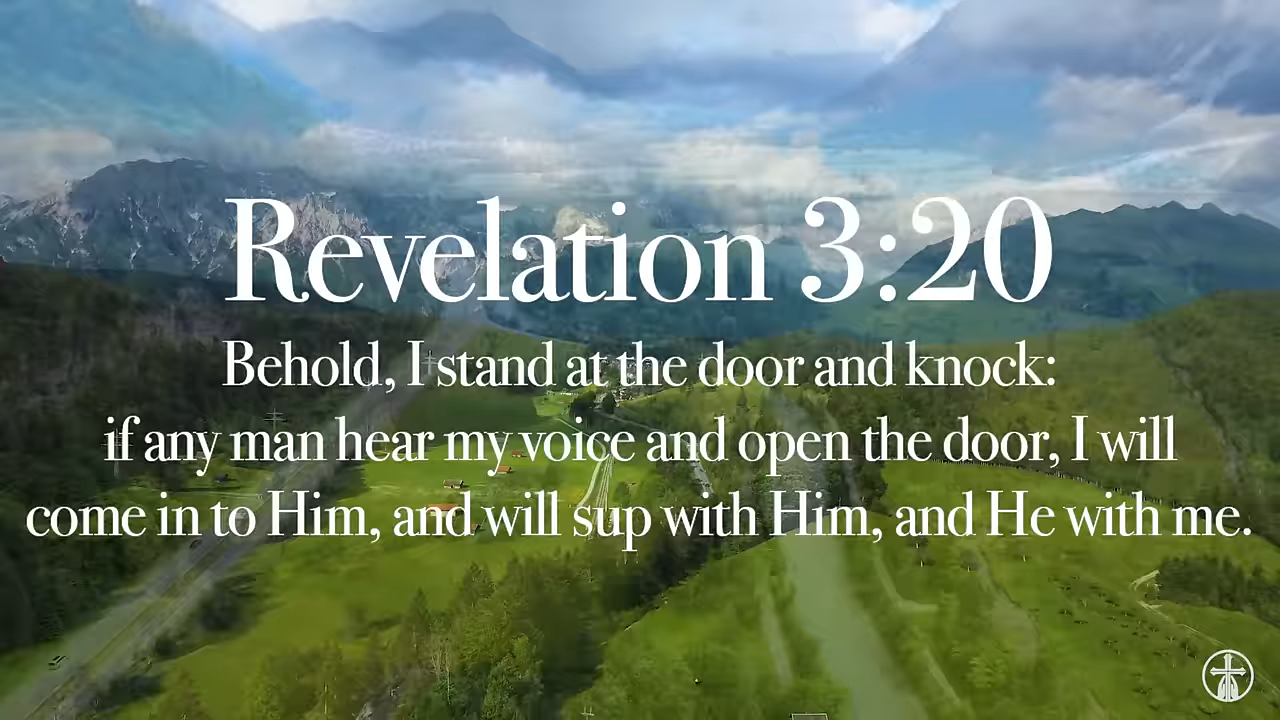 Revelation 3:20
Behold, I stand at the door and knock:
if any man hear my voice and open the door, I will
come in to Him, and will sup with Him, and He with me.